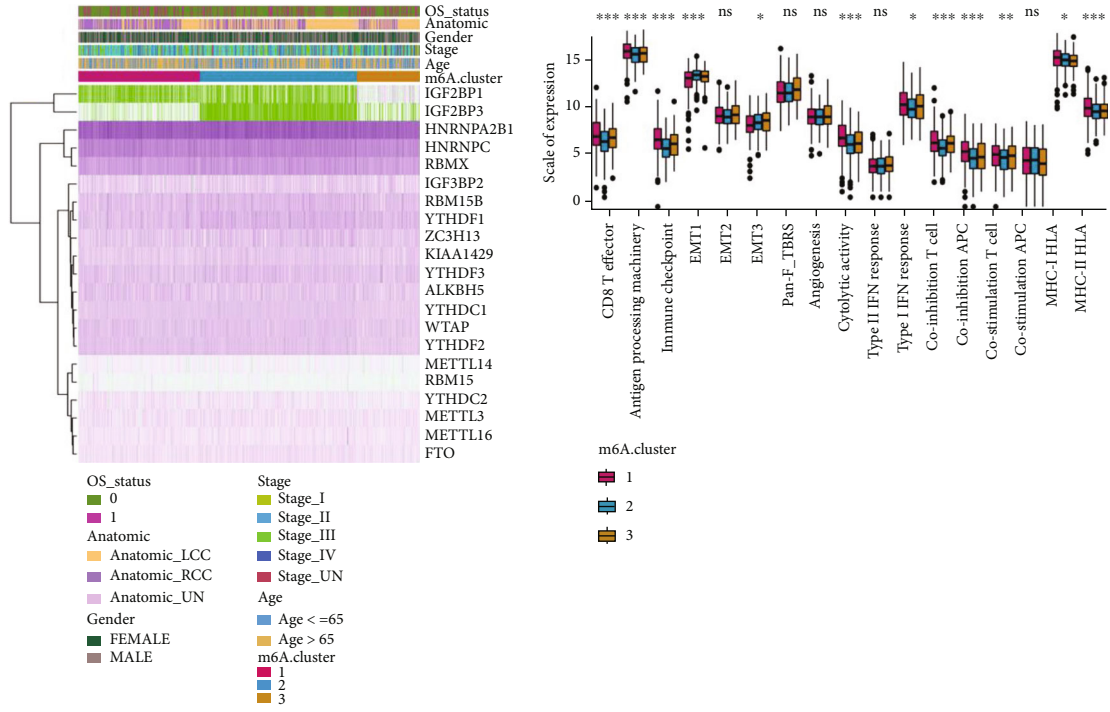 OS_status
Anatomic
Gender
Stage
Age
m6A.cluster
IGF2BP1
IGF2BP3
HNRNPA2B1
HNRNPC
RBMX
IGF3BP2
RBM15B
YTHDF1
ZC3H13
KIAA1429
YTHDF3
ALKBH5
YTHDC1
WTAP
YTHDF2
METTL14
RBM15
YTHDC2
METTL3
METTL16
FTO
OS_status
0
1
Anatomic
Anatomic_LCC
Anatomic_RCC
Anatomic_UN
Gender
FEMALE
MALE
Stage
Stage_I
Stage_II
Stage_III
Stage_IV
Stage_UN
Age
Age < =65
Age > 65
m6A.cluster
1
2
3
*** *** *** *** ns * ns ns *** ns * *** *** ** ns * ***
Scale of expression
15
10
5
0
CD8 T effector
Antigen processing machinery
Immune checkpoint
EMT1
EMT2
EMT3
Pan-F_TBRS
Angiogenesis
Cytolytic activity
Type II IFN response
Type I IFN response
Co-inhibition T cell
Co-inhibition APC
Co-stimulation T cell
Co-stimulation APC
MHC-I HLA
MHC-II HLA
m6A.cluster
1
2
3